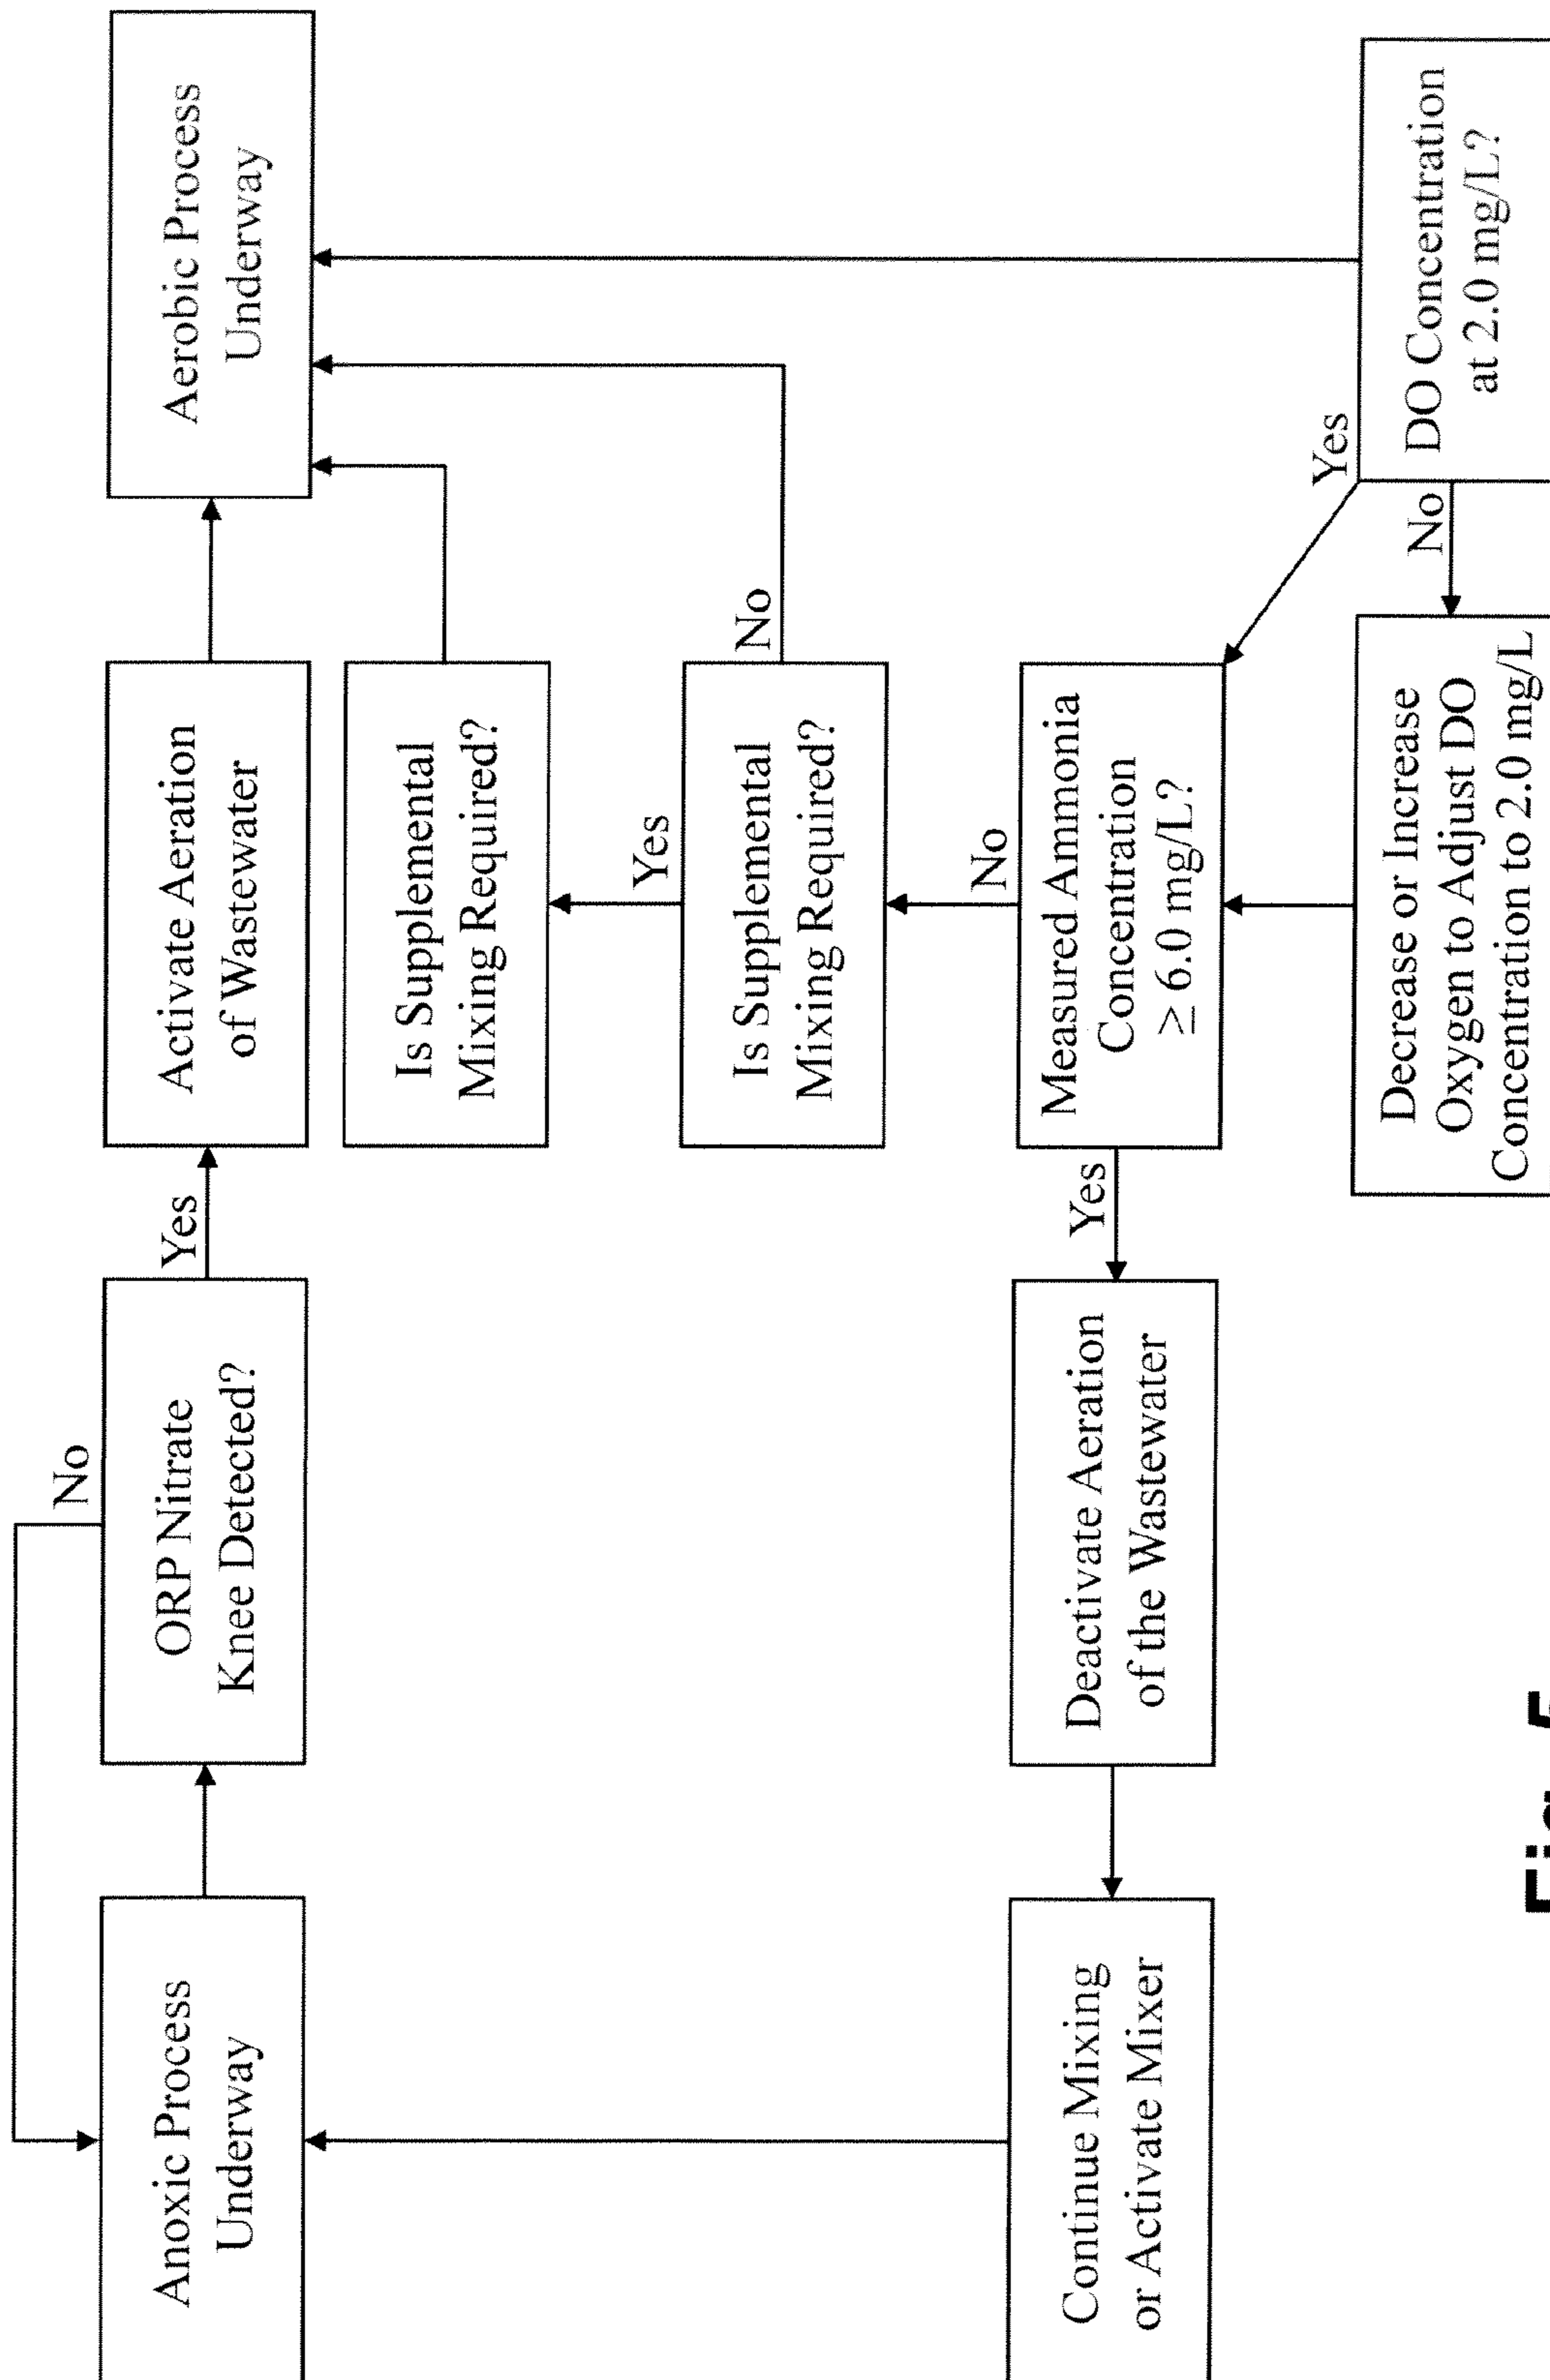 Anoxic Process
Underway
No
ORP Nitrate
Knee Detected?
Yes
Activate Aeration
of Wastewater
Aerobic Process
Underway
Is Supplemental
Mixing Required?
Yes
Is Supplemental
Mixing Required?
No
No
Continue Mixing
or Activate Mixer
Deactivate Aeration
of the Wastewater
Yes
Measured Ammonia
Concentration
≥ 6.0 mg/L?
Yes
Decrease or Increase
Oxygen to Adjust DO
Concentration to 2.0 mg/L
No
DO Concentration
at 2.0 mg/L?